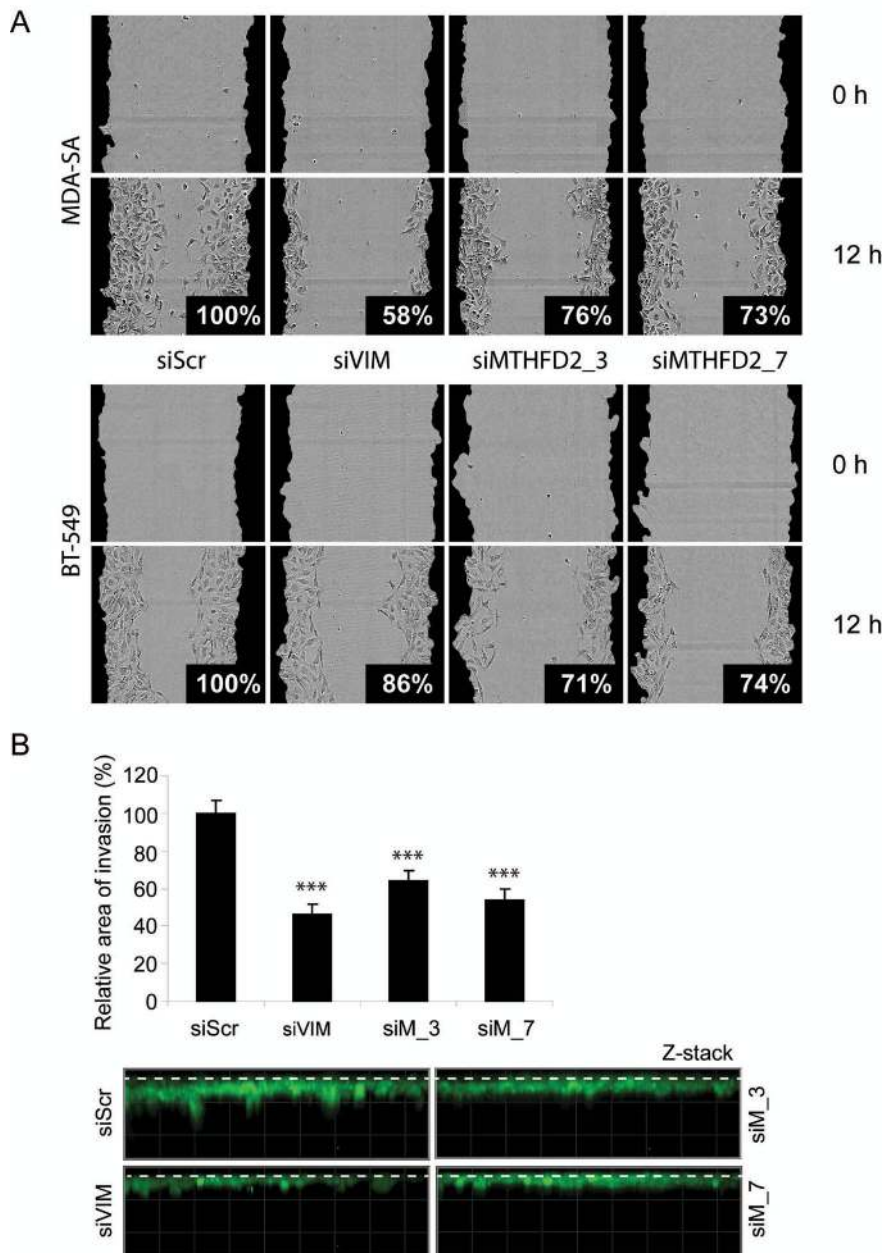 A
MDA-SA
0 h
12 h
100%
58%
76%
73%
siScr
siVIM
siMTHFD2_3
siMTHFD2_7
BT-549
0 h
12 h
100%
86%
71%
74%
B
Relative area of invasion (%)
120
100
80
60
40
20
0
***
***
***
siScr
siVIM
siM_3
siM_7
Z-stack
siScr
siM_3
siVIM
siM_7